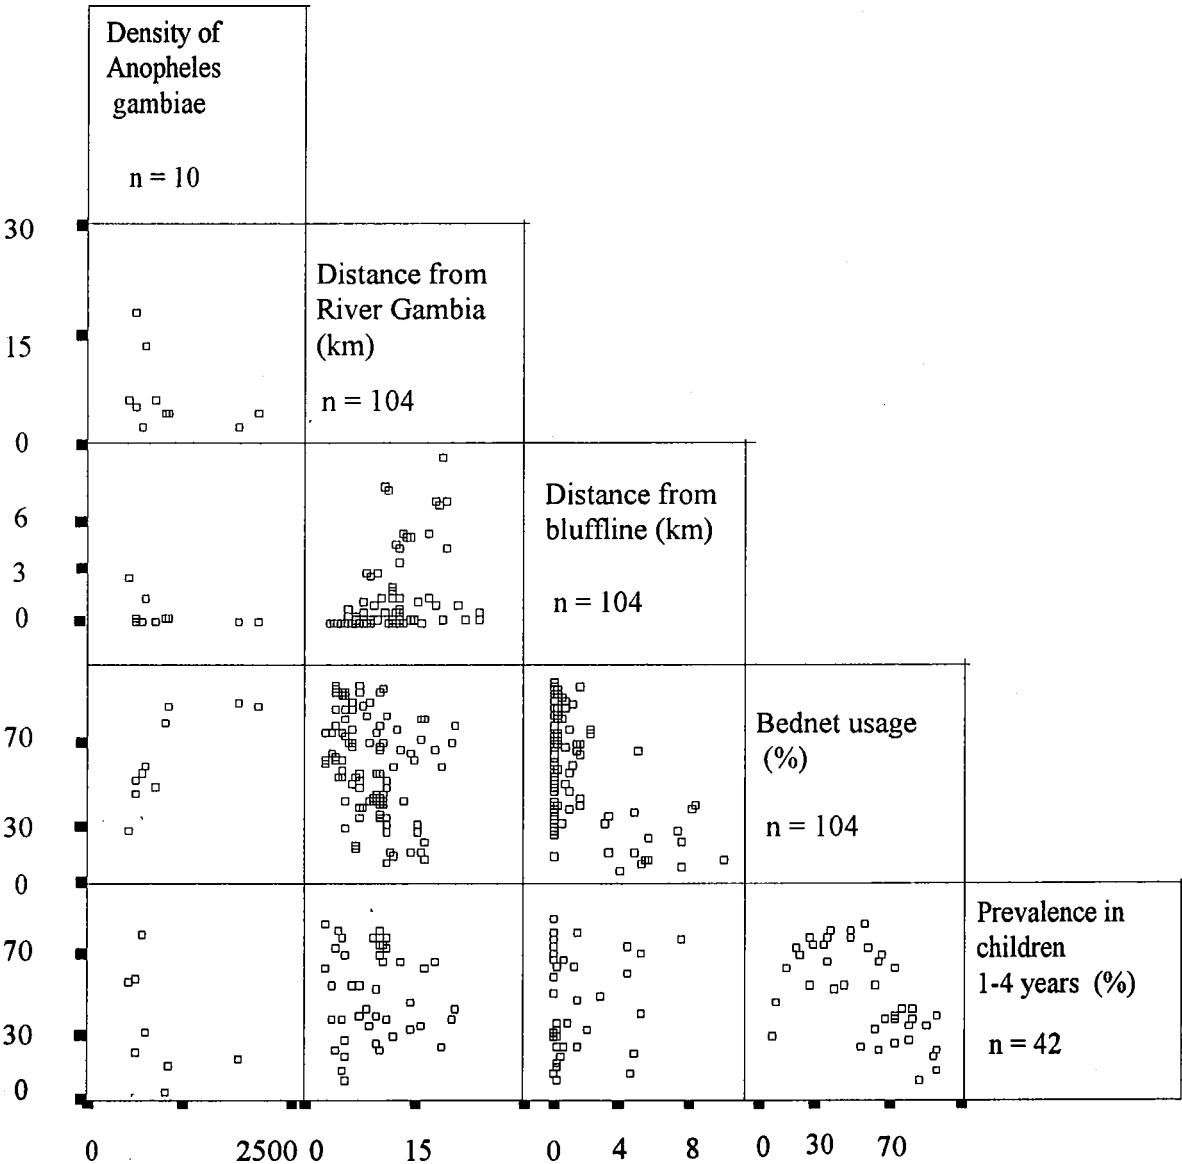 Density of
Anopheles
gambiae
n = 10
30
Distance from
River Gambia
(km)
15
n = 104
0
Distance from
bluffline (km)
6
3
n = 104
0
Bednet usage
(%)
70
n = 104
30
0
Prevalence in
children
1-4 years (%)
70
n = 42
30
0
0 2500 0 15 0 4 8 0 30 70